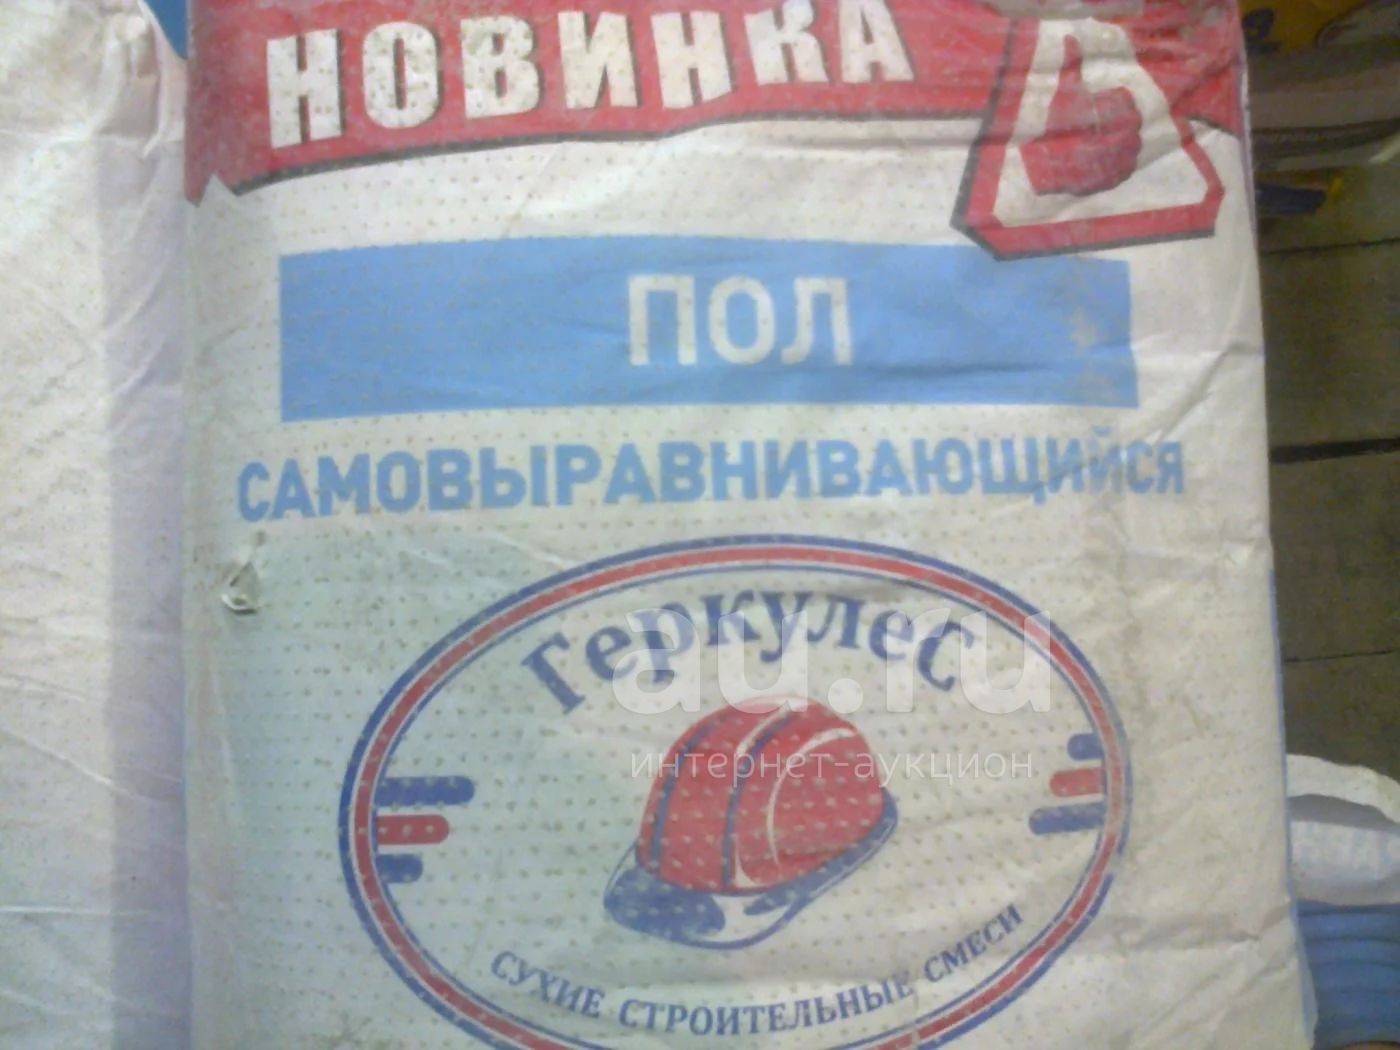 НОВИНКА
ПОЛ
САМОВЫРАВНИВАЮЩИЙСЯ
Геркулес
au.ru
интернет-аукцион
СУХИЕ СТРОИТЕЛЬНЫЕ СМЕСИ